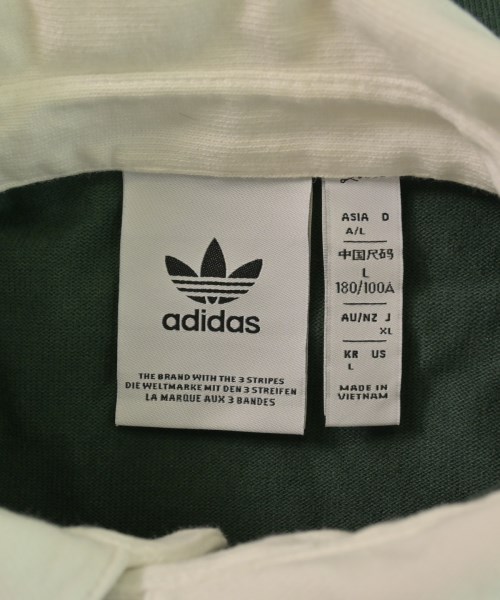 adidas
THE BRAND WITH THE 3 STRIPES
DIE WELTMARKE MIT DEN 3 STREIFEN
LA MARQUE AUX 3 BANDES
ASIA D
A/L
中国尺码
L
180/100A
AU/NZ J
XL
KR US
L
MADE IN
VIETNAM